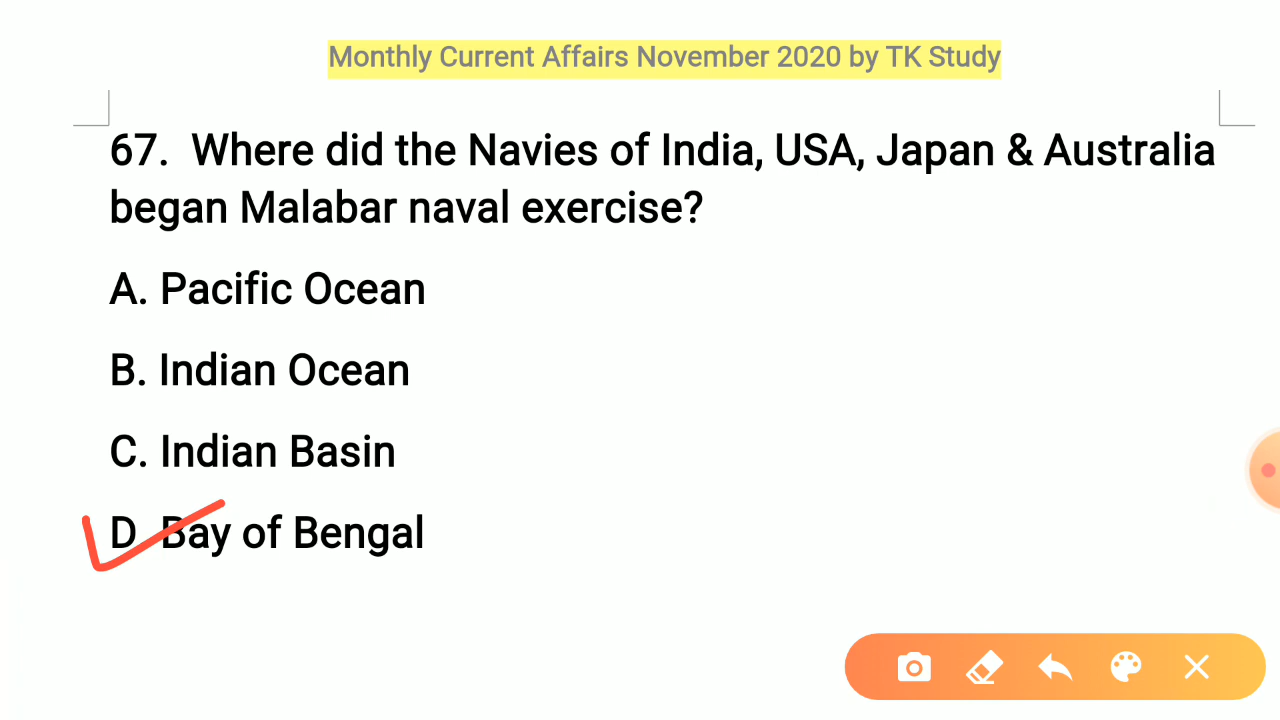 Monthly Current Affairs November 2020 by TK Study
67. Where did the Navies of India, USA, Japan & Australia
began Malabar naval exercise?
A. Pacific Ocean
B. Indian Ocean
C. Indian Basin
D Bay of Bengal